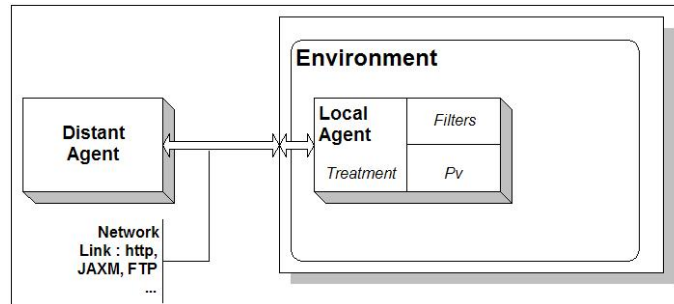 Environment
Distant
Agent
Local
Agent
Filters
Treatment
Pv
Network
Link : http,
JAXM, FTP
...